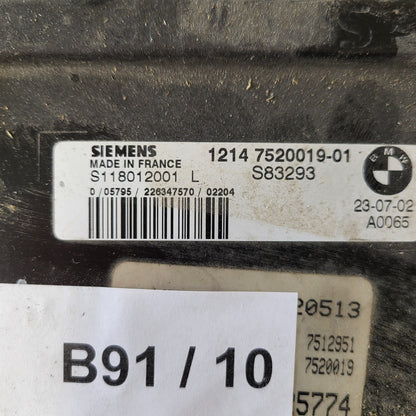 SIEMENS 1214 7520019-01
MADE IN FRANCE
S118012001 L S83293
BMW
D /05795 / 226347570 / 02204
23-07-02
A0065
20513
7512951
7520019
B91 / 10
5774